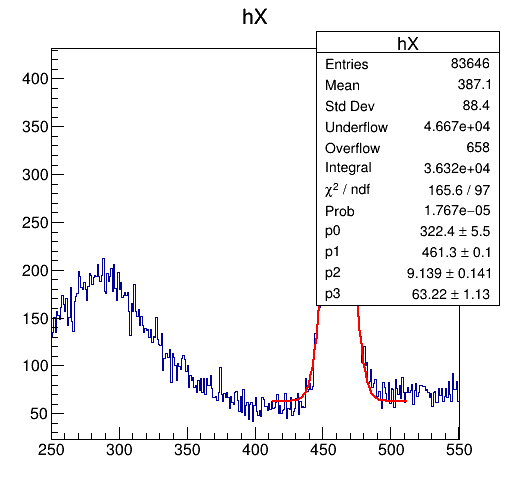 hX
hX
Entries 83646
Mean 387.1
Std Dev 88.4
Underflow 4.667e+04
Overflow 658
Integral 3.632e+04
χ² / ndf 165.6 / 97
Prob 1.767e−05
p0 322.4 ± 5.5
p1 461.3 ± 0.1
p2 9.139 ± 0.141
p3 63.22 ± 1.13
400
350
300
250
200
150
100
50
250 300 350 400 450 500 550